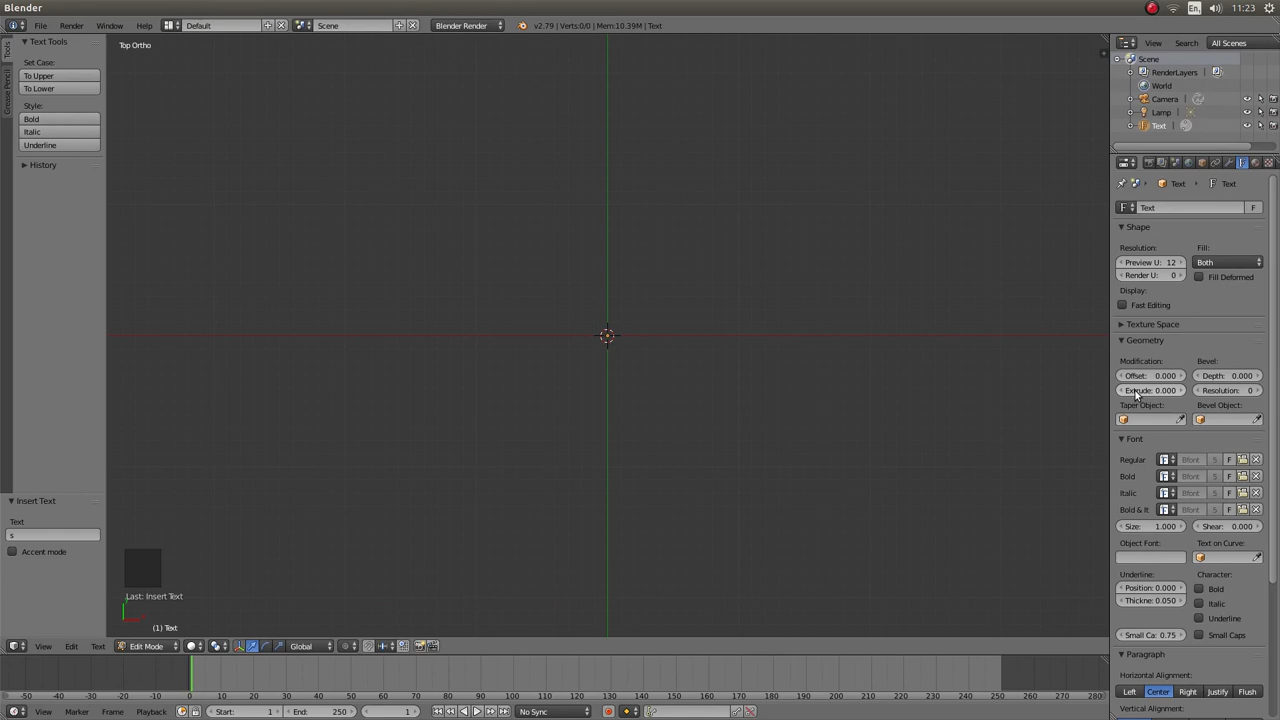 Blender
En
11:23
File
Render
Window
Help
Default
Scene
Blender Render
v2.79 | Verts:0/0 | Mem:10.39M | Text
View
Search
All Scenes
Tools
Grease Pencil
Text Tools
Set Case:
To Upper
To Lower
Style:
Bold
Italic
Underline
History
Insert Text
Text
s
Accent mode
Top Ortho
Last: Insert Text
(1) Text
Scene
RenderLayers
World
Camera
Lamp
Text
Text
Text
F
Text
F
Shape
Resolution:
Fill:
Preview U: 12
Both
Render U: 0
Fill Deformed
Display:
Fast Editing
Texture Space
Geometry
Modification:
Bevel:
Offset: 0.000
Depth: 0.000
Extrude: 0.000
Resolution: 0
Taper Object:
Bevel Object:
Font
Regular
Bfont
5
F
Bold
Bfont
5
F
Italic
Bfont
5
F
Bold & It
Bfont
5
F
Size: 1.000
Shear: 0.000
Object Font:
Text on Curve:
Underline:
Character:
Position: 0.000
Bold
Thickne: 0.050
Italic
Underline
Small Ca: 0.75
Small Caps
Paragraph
Horizontal Alignment:
Left
Center
Right
Justify
Flush
Vertical Alignment:
View
Edit
Text
Edit Mode
Global
-50 -40 -30 -20 -10 0 10 20 30 40 50 60 70 80 90 100 110 120 130 140 150 160 170 180 190 200 210 220 230 240 250 260 270 280
View
Marker
Frame
Playback
Start: 1
End: 250
1
No Sync